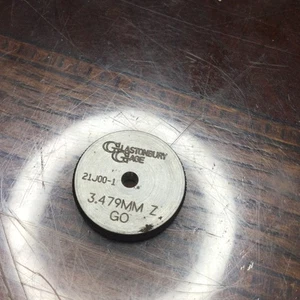 GLASTONBURY
GAGE
21J00-1
3.479MM Z
GO